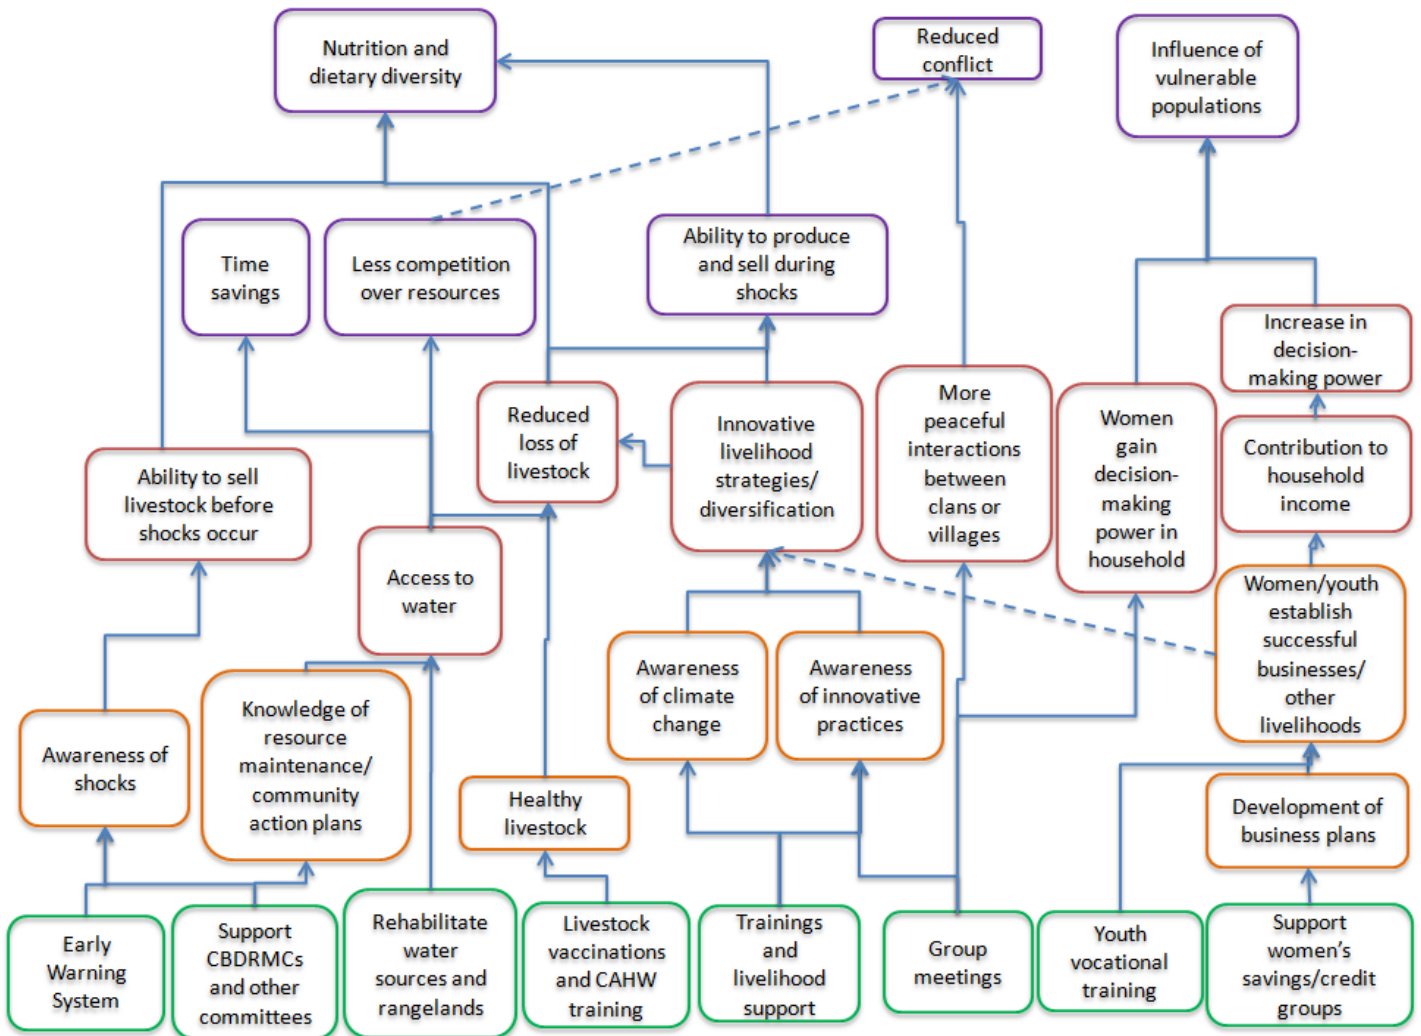 Nutrition and
dietary diversity
Reduced
conflict
Influence of
vulnerable
populations
Time
savings
Less competition
over resources
Ability to produce
and sell during
shocks
Increase in
decision-
making power
Ability to sell
livestock before
shocks occur
Reduced
loss of
livestock
Innovative
livelihood
strategies/
diversification
More
peaceful
interactions
between
clans or
villages
Women
gain
decision-
making
power in
household
Contribution to
household
income
Access to
water
Women/youth
establish
successful
businesses/
other
livelihoods
Awareness of
shocks
Knowledge of
resource
maintenance/
community
action plans
Healthy
livestock
Awareness
of climate
change
Awareness
of innovative
practices
Development of
business plans
Early
Warning
System
Support
CBDRMCs
and other
committees
Rehabilitate
water
sources and
rangelands
Livestock
vaccinations
and CAHW
training
Trainings
and
livelihood
support
Group
meetings
Youth
vocational
training
Support
women's
savings/credit
groups